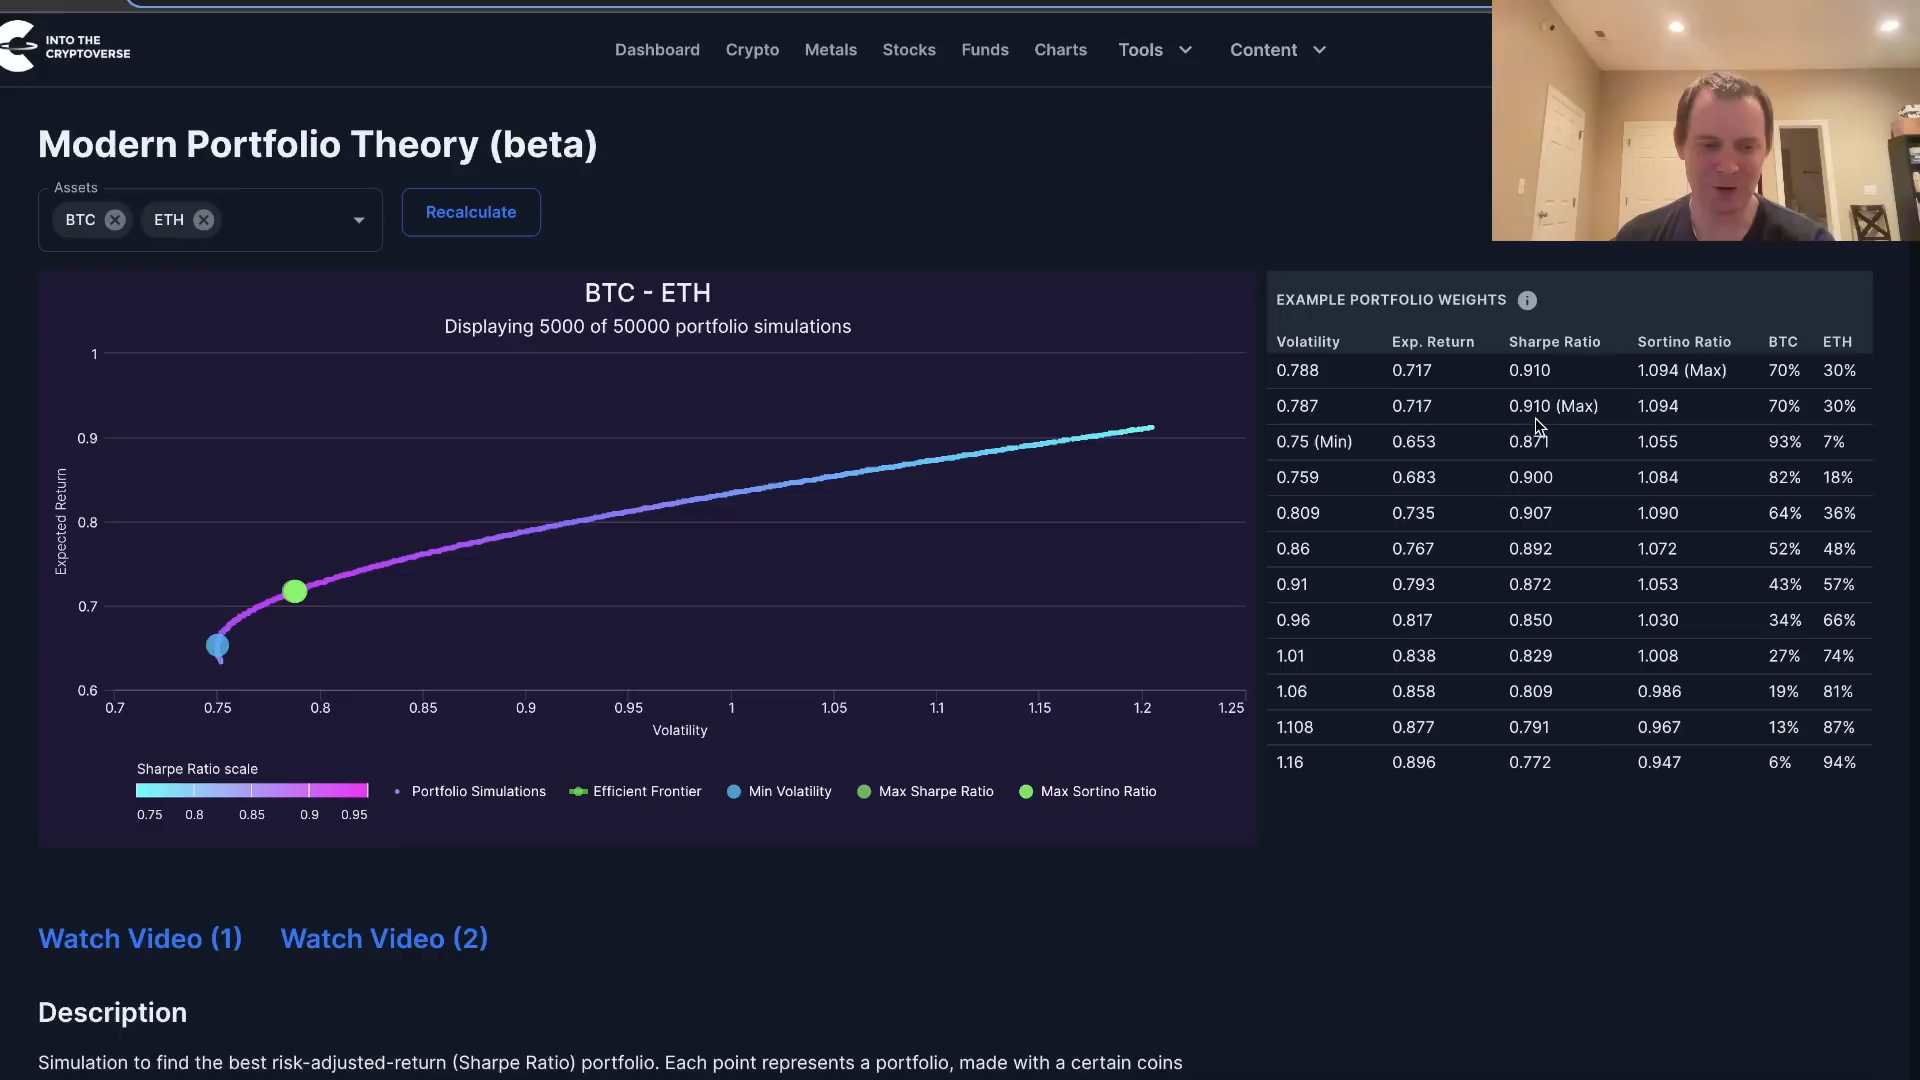 INTO THE
CRYPTOVERSE
Dashboard Crypto Metals Stocks Funds Charts Tools Content
Modern Portfolio Theory (beta)
Assets
BTC ETH
Recalculate
BTC - ETH
Displaying 5000 of 50000 portfolio simulations
1
0.9
0.8
0.7
0.6
Expected Return
0.7 0.75 0.8 0.85 0.9 0.95 1 1.05 1.1 1.15 1.2 1.25
Volatility
Sharpe Ratio scale
0.75 0.8 0.85 0.9 0.95
Portfolio Simulations Efficient Frontier Min Volatility Max Sharpe Ratio Max Sortino Ratio
EXAMPLE PORTFOLIO WEIGHTS i
Volatility Exp. Return Sharpe Ratio Sortino Ratio BTC ETH
0.788 0.717 0.910 1.094 (Max) 70% 30%
0.787 0.717 0.910 (Max) 1.094 70% 30%
0.75 (Min) 0.653 0.871 1.055 93% 7%
0.759 0.683 0.900 1.084 82% 18%
0.809 0.735 0.907 1.090 64% 36%
0.86 0.767 0.892 1.072 52% 48%
0.91 0.793 0.872 1.053 43% 57%
0.96 0.817 0.850 1.030 34% 66%
1.01 0.838 0.829 1.008 27% 74%
1.06 0.858 0.809 0.986 19% 81%
1.108 0.877 0.791 0.967 13% 87%
1.16 0.896 0.772 0.947 6% 94%
Watch Video (1) Watch Video (2)
Description
Simulation to find the best risk-adjusted-return (Sharpe Ratio) portfolio. Each point represents a portfolio, made with a certain coins